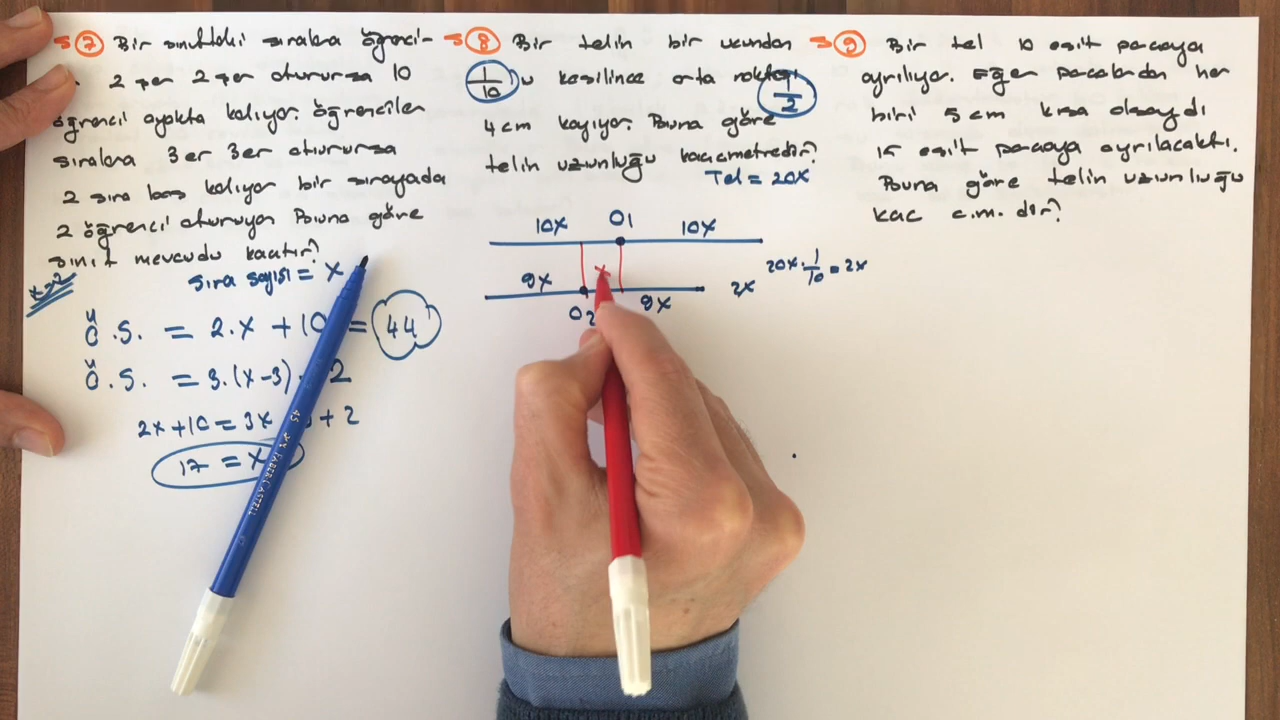 S 7 Bir sınıftaki sıralara öğrenci-
2 şer 2 şer oturursa 10
öğrenci ayakta kalıyor. öğrenciler
sıralara 3 er 3 er oturursa
2 sıra boş kalıyor bir sırayada
2 öğrenci oturuyor Buna göre
sınıf mevcudu kaçtır?
sıra sayısı = x
Ö.S. = 2.x + 10 = 44
Ö.S. = 3.(x-3) 2
2x+10 = 3x + 2
17 = x
S 8 Bir telin bir ucundan
1/10 u kesilince orta noktası
1/2
4 cm kayıyor. Buna göre
telin uzunluğu kaç cmetredir?
Tel = 20x
10x O1 10x
x
9x 9x 2x
20x . 1/10 = 2x
O2
S 9 Bir tel 10 eşit parçaya
ayrılıyor. Eğer parçalardan her
biri 5 cm kısa olsaydı
15 eşit parçaya ayrılacaktı.
Buna göre telin uzunluğu
kaç c.m. dir?